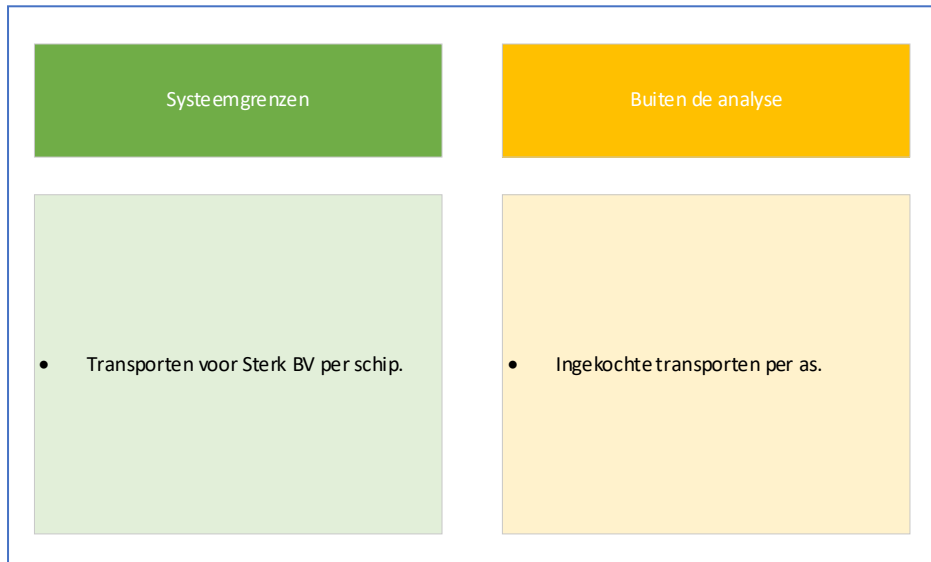 Systeemgrenzen
Buiten de analyse
• Transporten voor Sterk BV per schip.
• Ingekochte transporten per as.